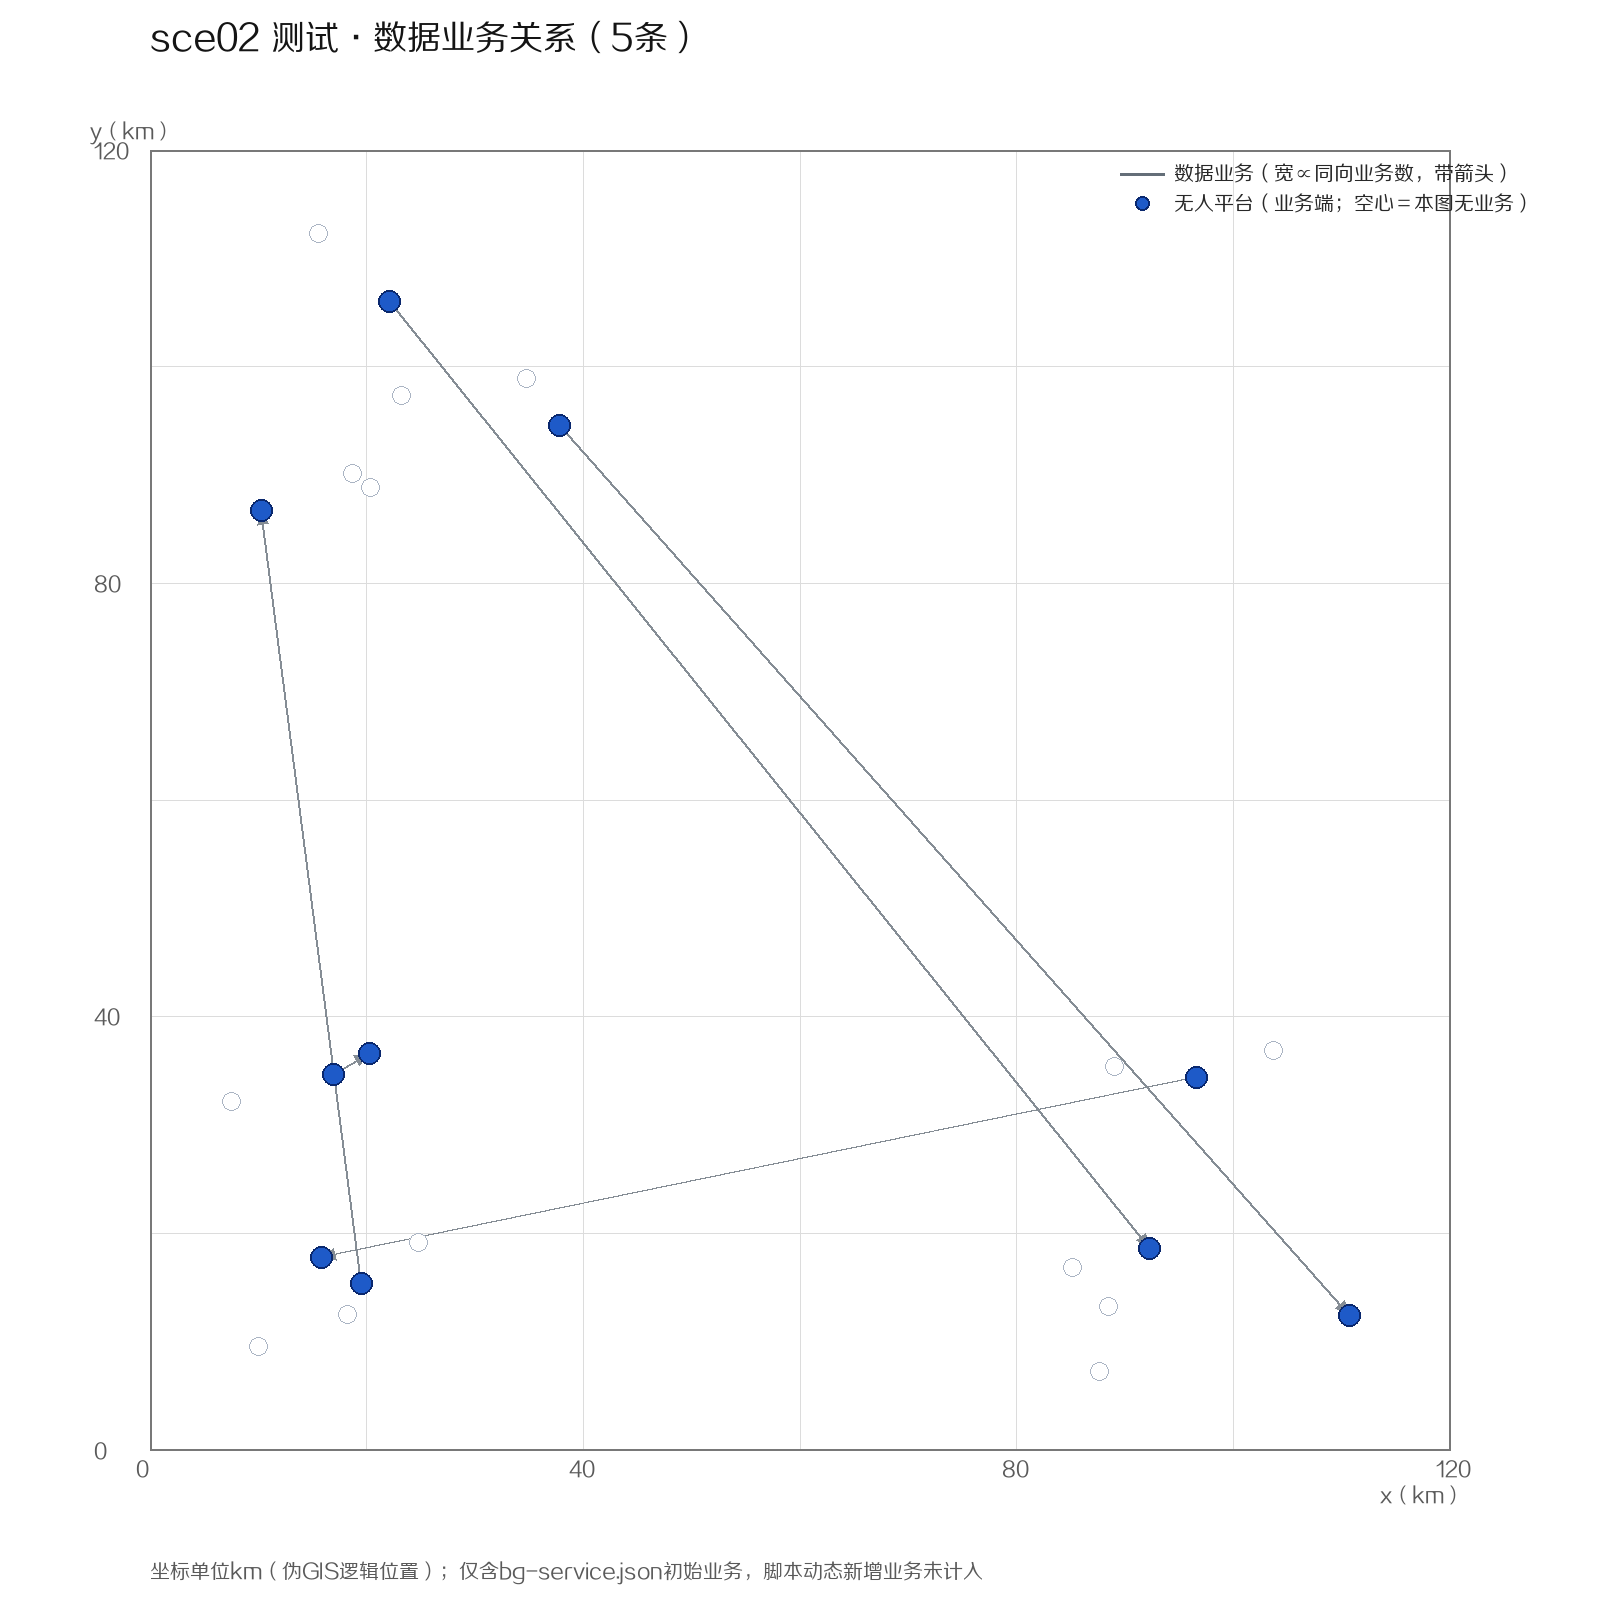 sce02 测试·数据业务关系（5条）
y（km）
120
数据业务（宽∝同向业务数，带箭头）
无人平台（业务端；空心＝本图无业务）
80
40
0
0 40 80 120
x（km）
坐标单位km（伪GIS逻辑位置）；仅含bg-service.json初始业务，脚本动态新增业务未计入